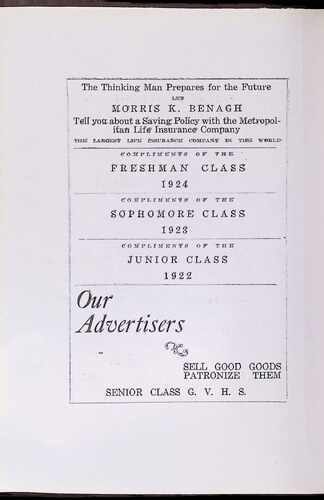 The Thinking Man Prepares for the Future
LET
MORRIS K. BENAGH
Tell you about a Saving Policy with the Metropol-
itan Life Insurance Company
THE LARGEST LIFE INSURANCE COMPANY IN THE WORLD
COMPLIMENTS OF THE
FRESHMAN CLASS
1924
COMPLIMENTS OF THE
SOPHOMORE CLASS
1923
COMPLIMENTS OF THE
JUNIOR CLASS
1922
Our
Advertisers
SELL GOOD GOODS
PATRONIZE THEM
SENIOR CLASS G. V. H. S.